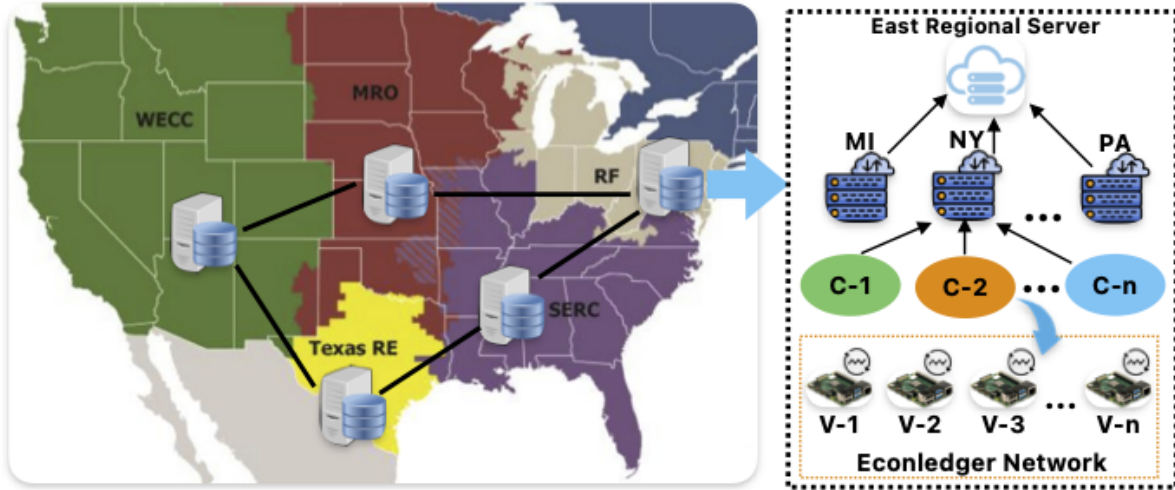 WECC
MRO
RF
SERC
Texas RE
East Regional Server
MI
NY
PA
...
C-1
C-2
...
C-n
V-1
V-2
V-3
...
V-n
Econledger Network